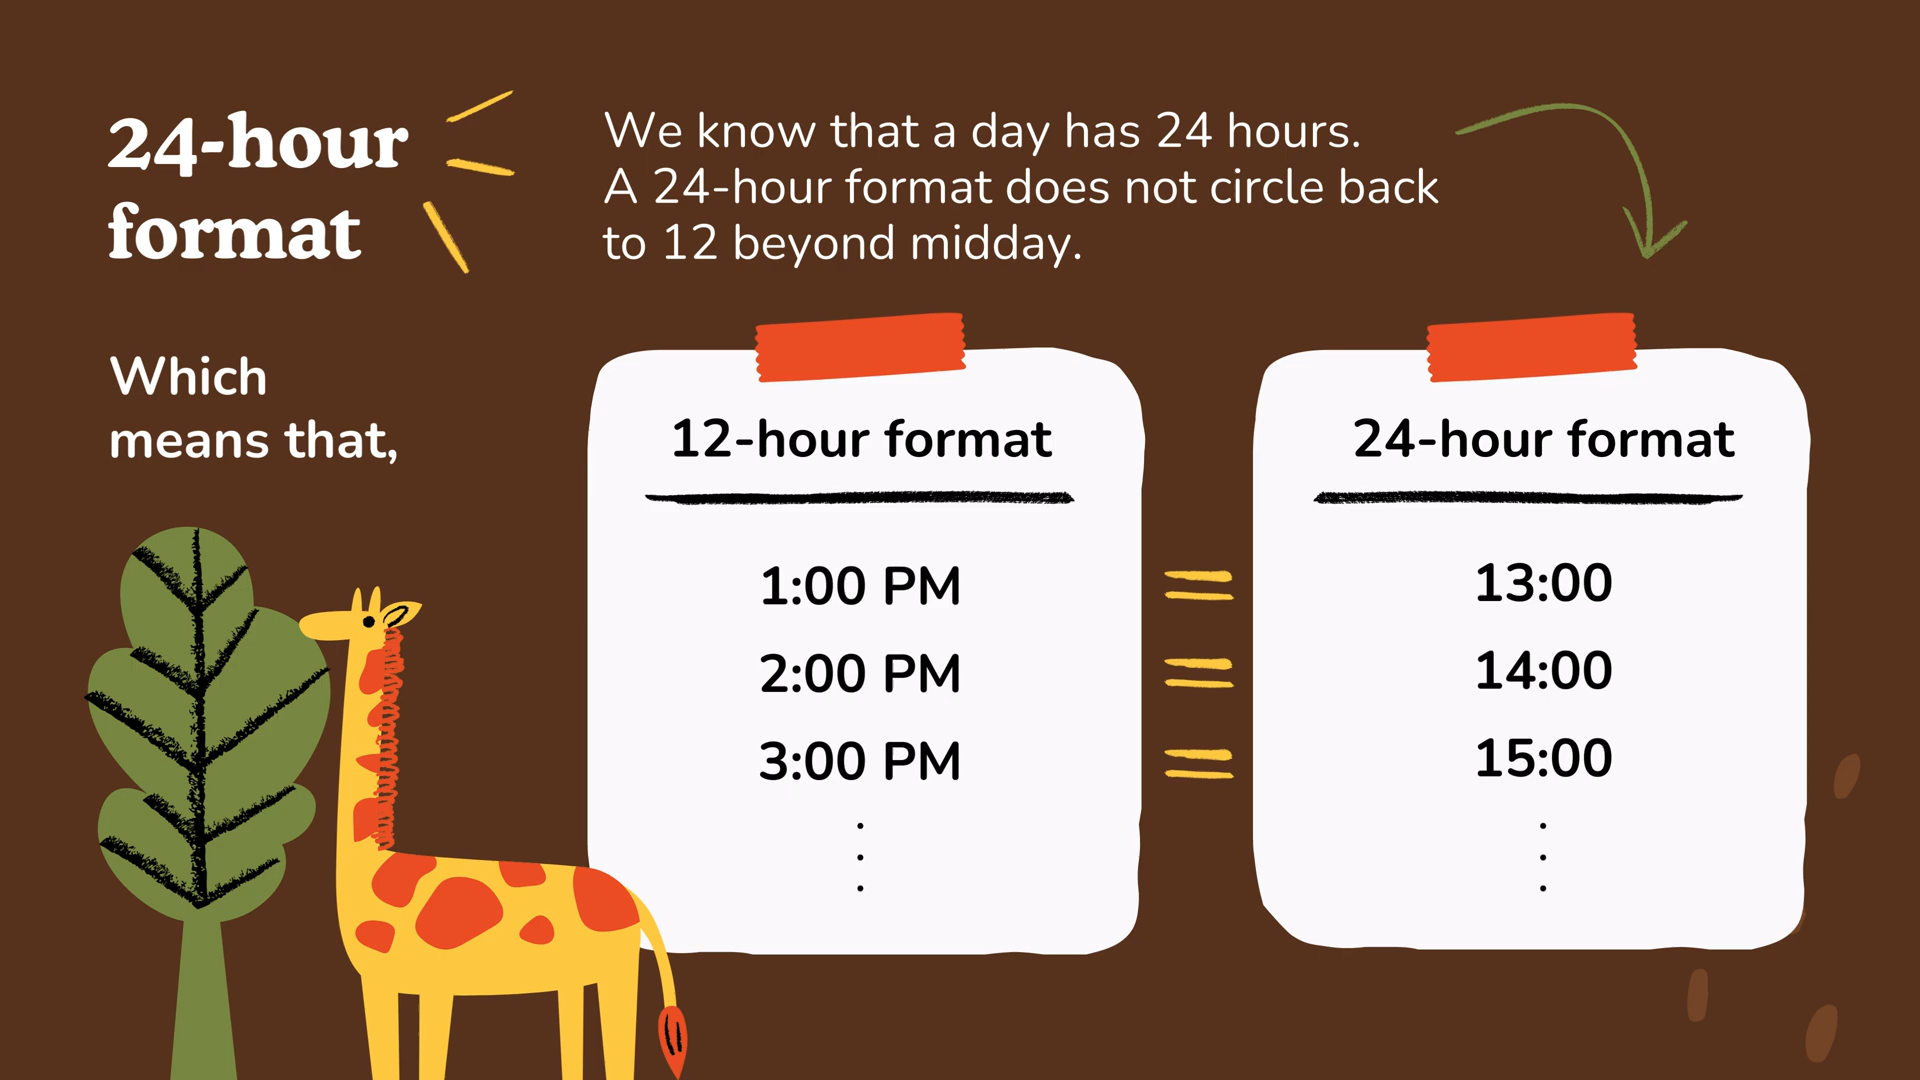 24-hour
format
We know that a day has 24 hours.
A 24-hour format does not circle back
to 12 beyond midday.
Which
means that,
12-hour format
1:00 PM
2:00 PM
3:00 PM
.
.
.
=
=
=
24-hour format
13:00
14:00
15:00
.
.
.